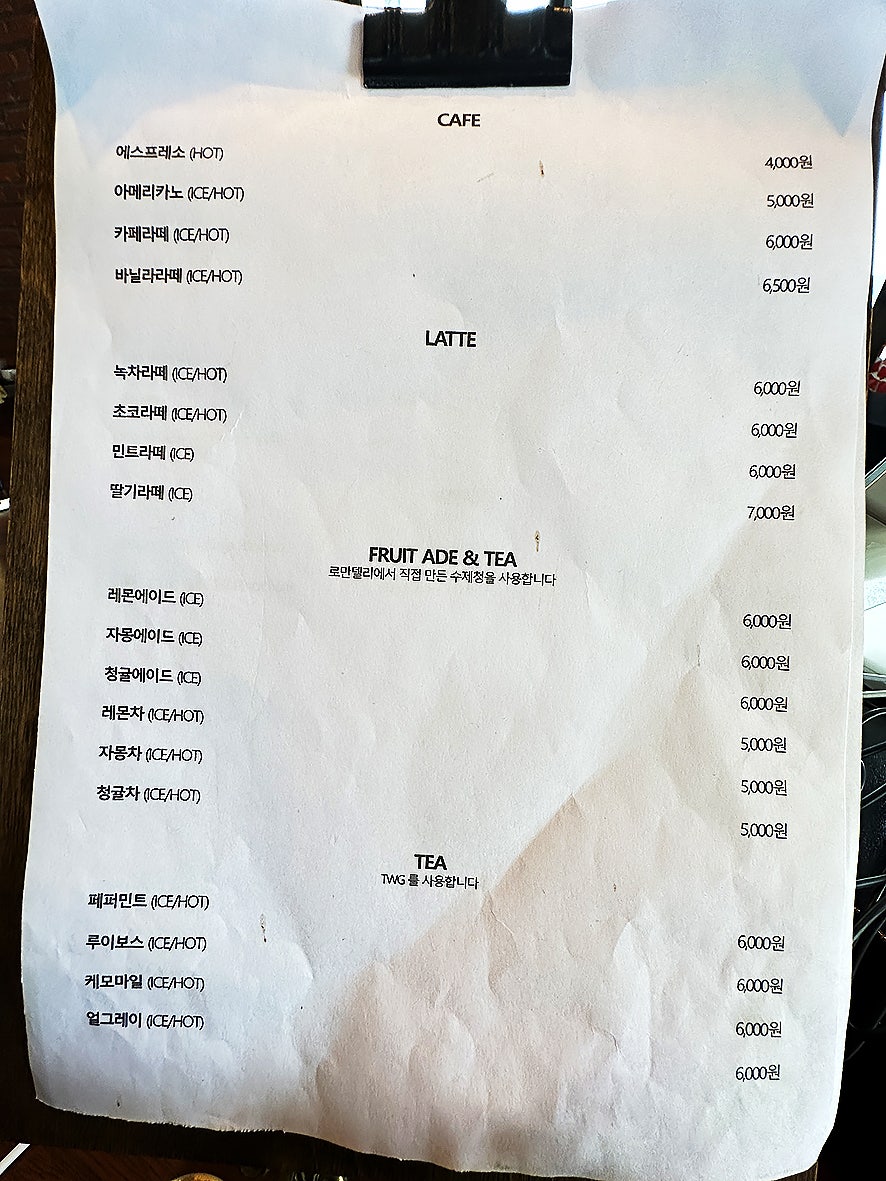 CAFE
에스프레소 (HOT) 4,000원
아메리카노 (ICE/HOT) 5,000원
카페라떼 (ICE/HOT) 6,000원
바닐라라떼 (ICE/HOT) 6,500원
LATTE
녹차라떼 (ICE/HOT) 6,000원
초코라떼 (ICE/HOT) 6,000원
민트라떼 (ICE) 6,000원
딸기라떼 (ICE) 7,000원
FRUIT ADE & TEA
로만텔리에서 직접 만든 수제청을 사용합니다
레몬에이드 (ICE) 6,000원
자몽에이드 (ICE) 6,000원
청귤에이드 (ICE) 6,000원
레몬차 (ICE/HOT) 5,000원
자몽차 (ICE/HOT) 5,000원
청귤차 (ICE/HOT) 5,000원
TEA
TWG 를 사용합니다
페퍼민트 (ICE/HOT) 6,000원
루이보스 (ICE/HOT) 6,000원
케모마일 (ICE/HOT) 6,000원
얼그레이 (ICE/HOT) 6,000원